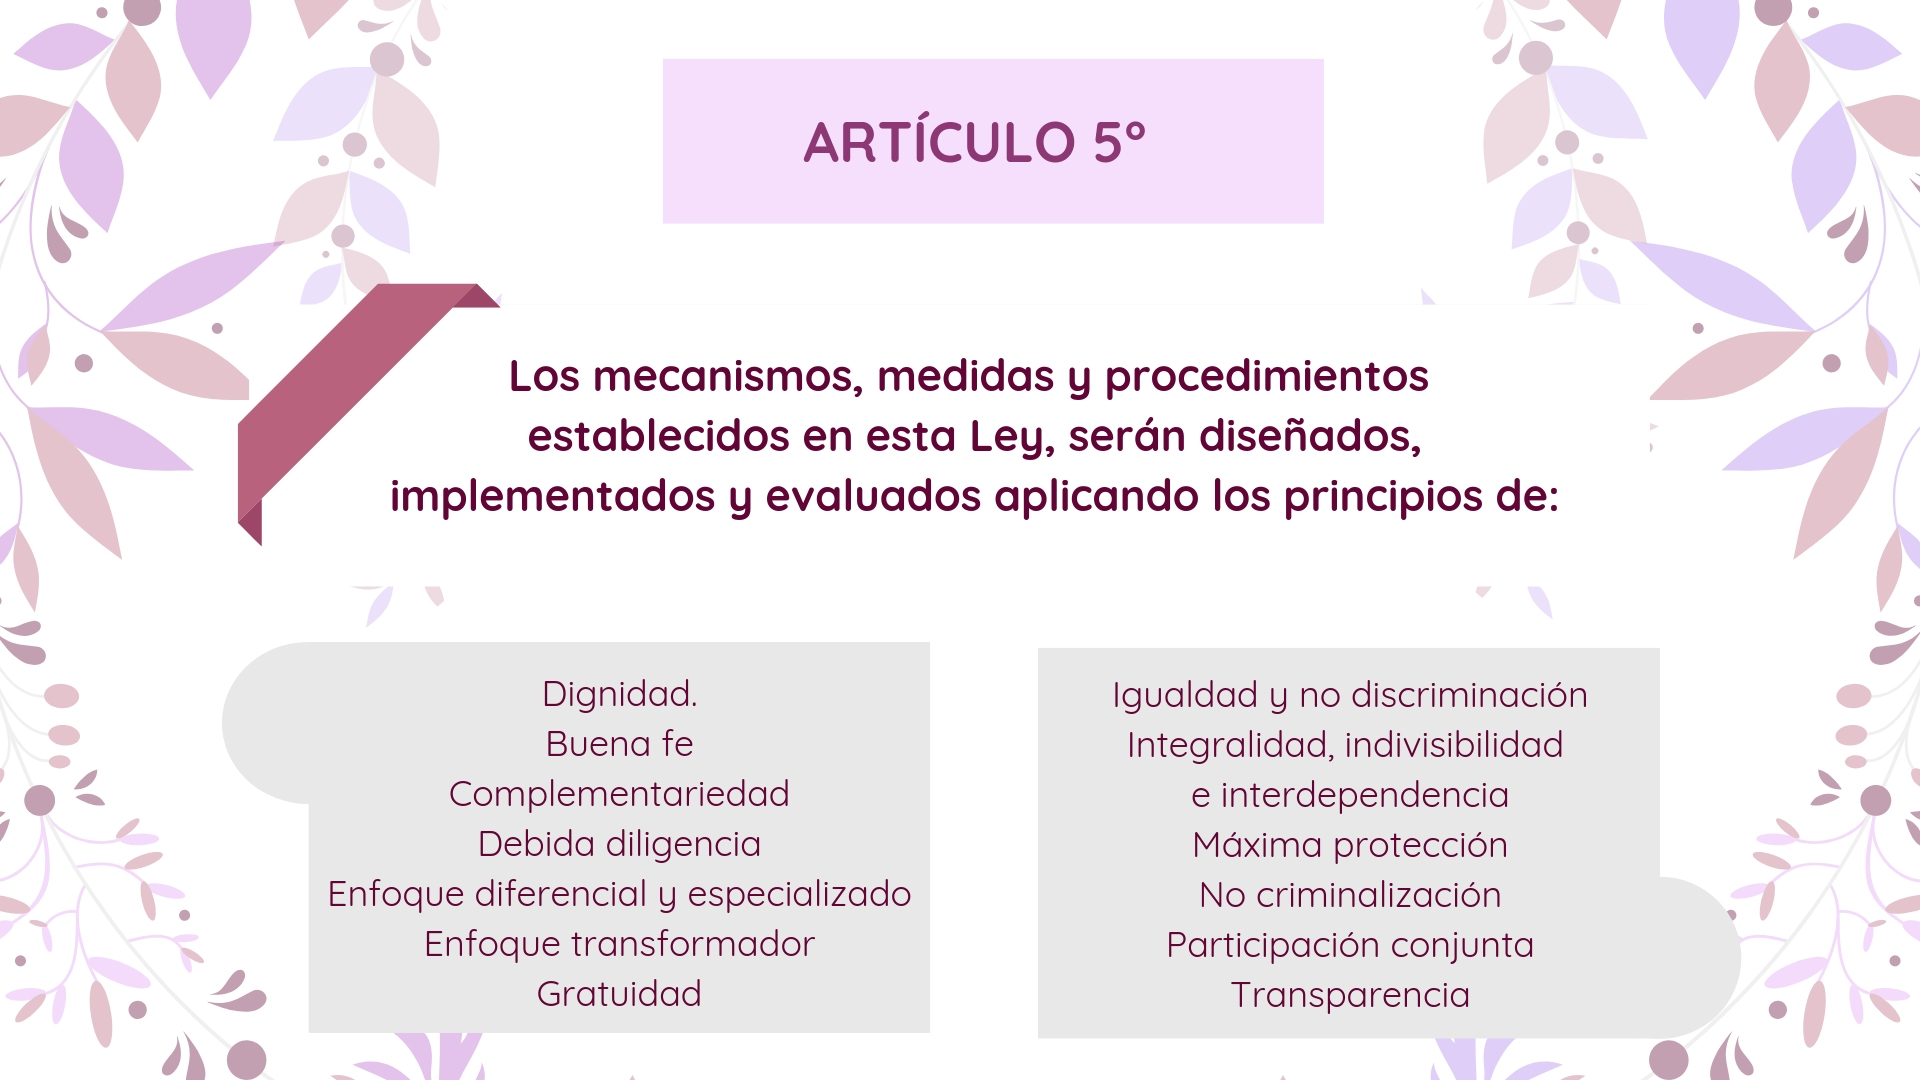 ARTÍCULO 5°
Los mecanismos, medidas y procedimientos
establecidos en esta Ley, serán diseñados,
implementados y evaluados aplicando los principios de:
Dignidad.
Buena fe
Complementariedad
Debida diligencia
Enfoque diferencial y especializado
Enfoque transformador
Gratuidad
Igualdad y no discriminación
Integralidad, indivisibilidad
e interdependencia
Máxima protección
No criminalización
Participación conjunta
Transparencia